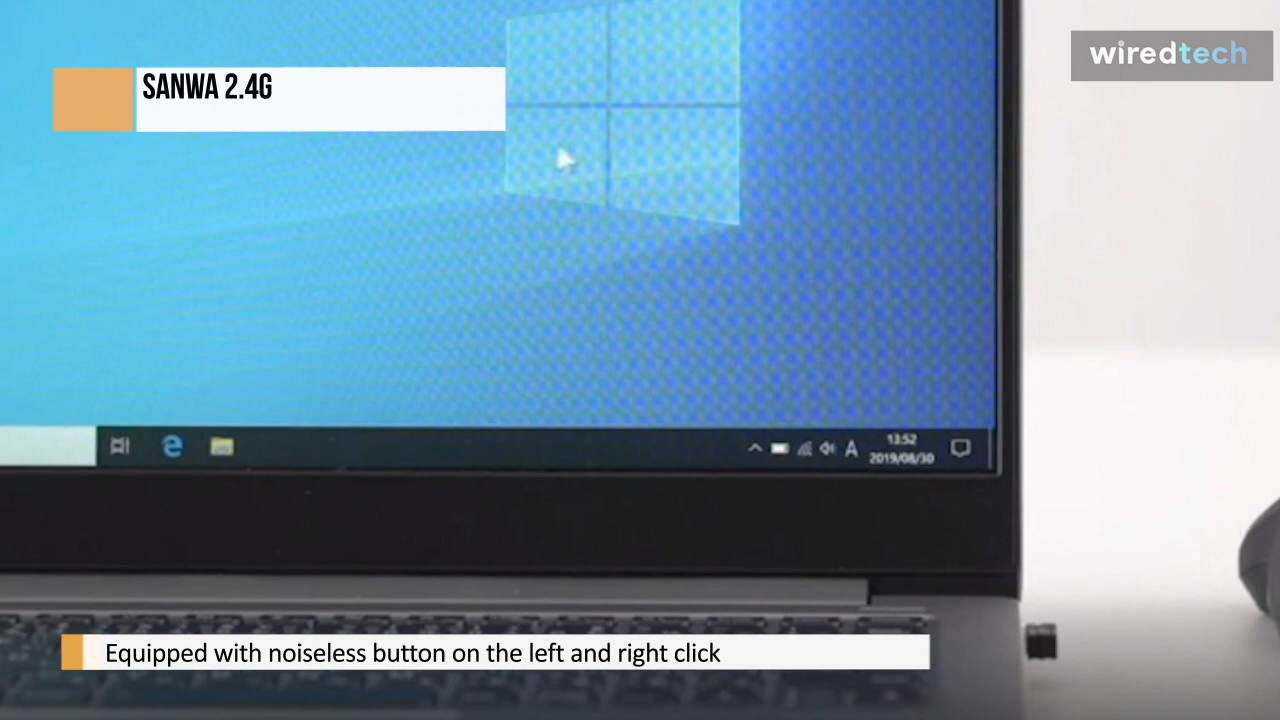 SANWA 2.4G
wiredtech
A
13:52
2019/08/30
Equipped with noiseless button on the left and right click